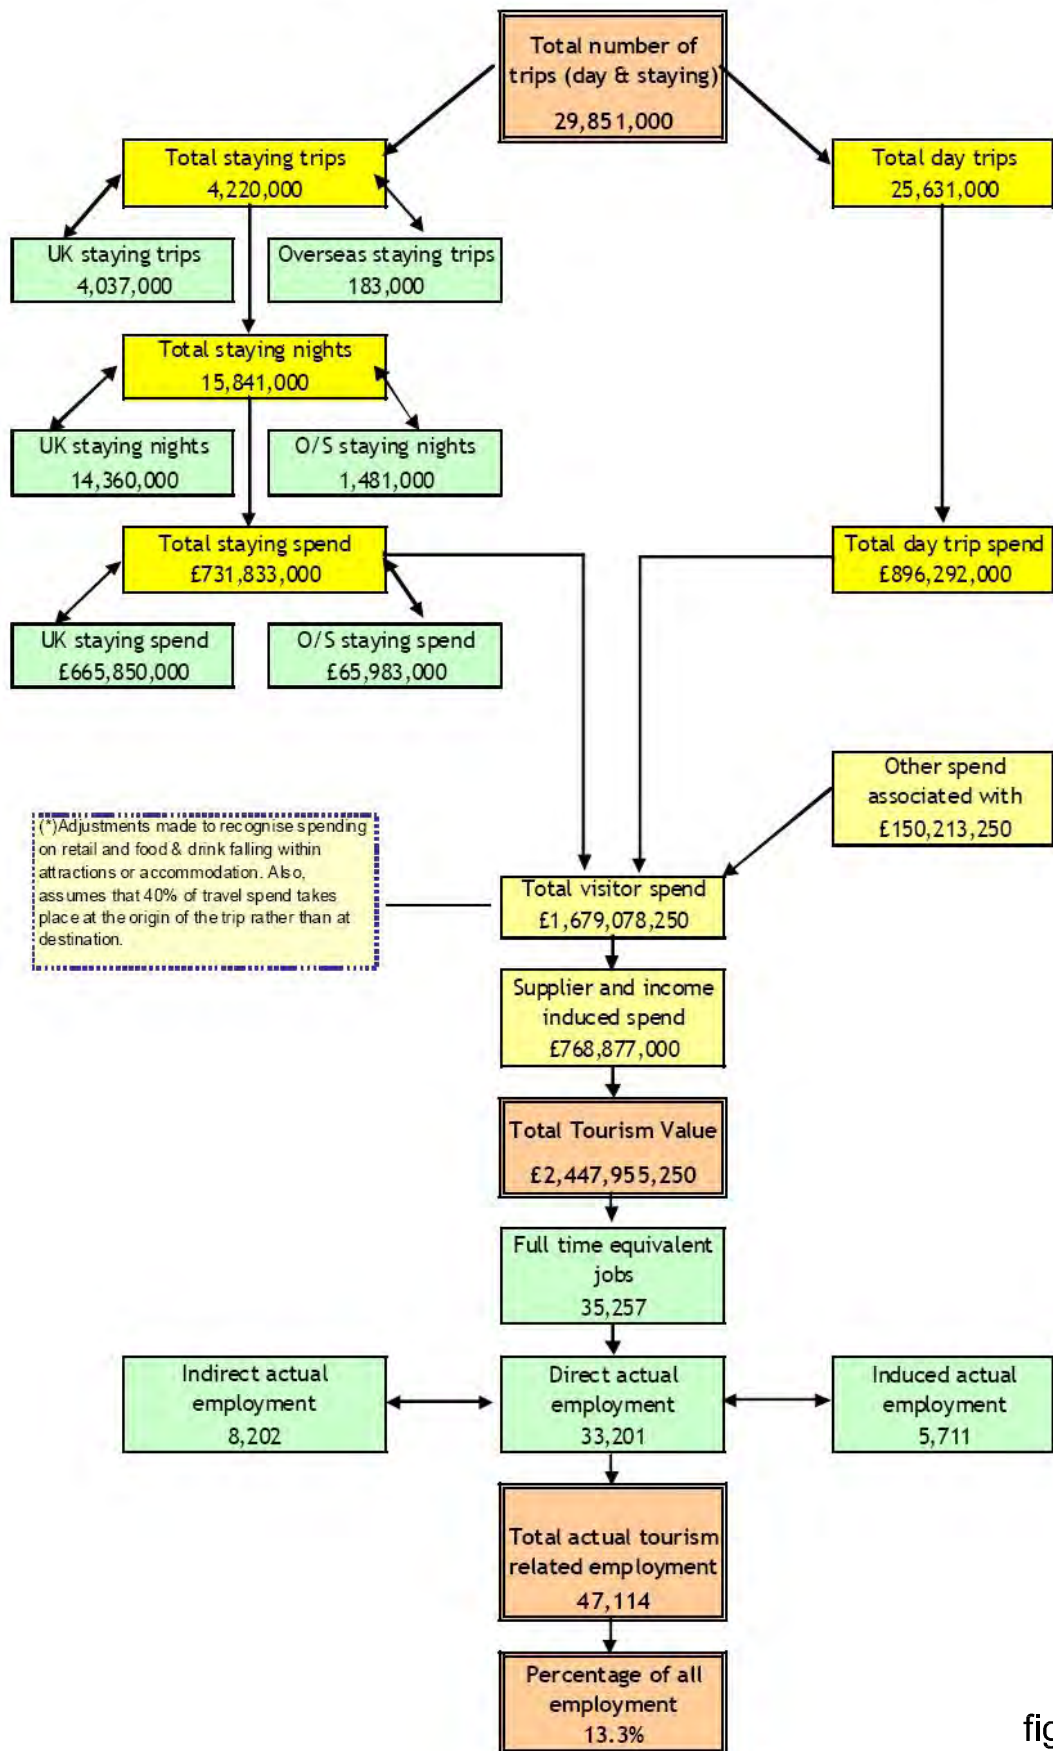 Total number of
trips (day & staying)
29,851,000
Total staying trips
4,220,000
Total day trips
25,631,000
UK staying trips
4,037,000
Overseas staying trips
183,000
Total staying nights
15,841,000
UK staying nights
14,360,000
O/S staying nights
1,481,000
Total staying spend
£731,833,000
Total day trip spend
£896,292,000
UK staying spend
£665,850,000
O/S staying spend
£65,983,000
Other spend
associated with
£150,213,250
(*)Adjustments made to recognise spending
on retail and food & drink falling within
attractions or accommodation. Also,
assumes that 40% of travel spend takes
place at the origin of the trip rather than at
destination.
Total visitor spend
£1,679,078,250
Supplier and income
induced spend
£768,877,000
Total Tourism Value
£2,447,955,250
Full time equivalent
jobs
35,257
Indirect actual
employment
8,202
Direct actual
employment
33,201
Induced actual
employment
5,711
Total actual tourism
related employment
47,114
Percentage of all
employment
13.3%
fig